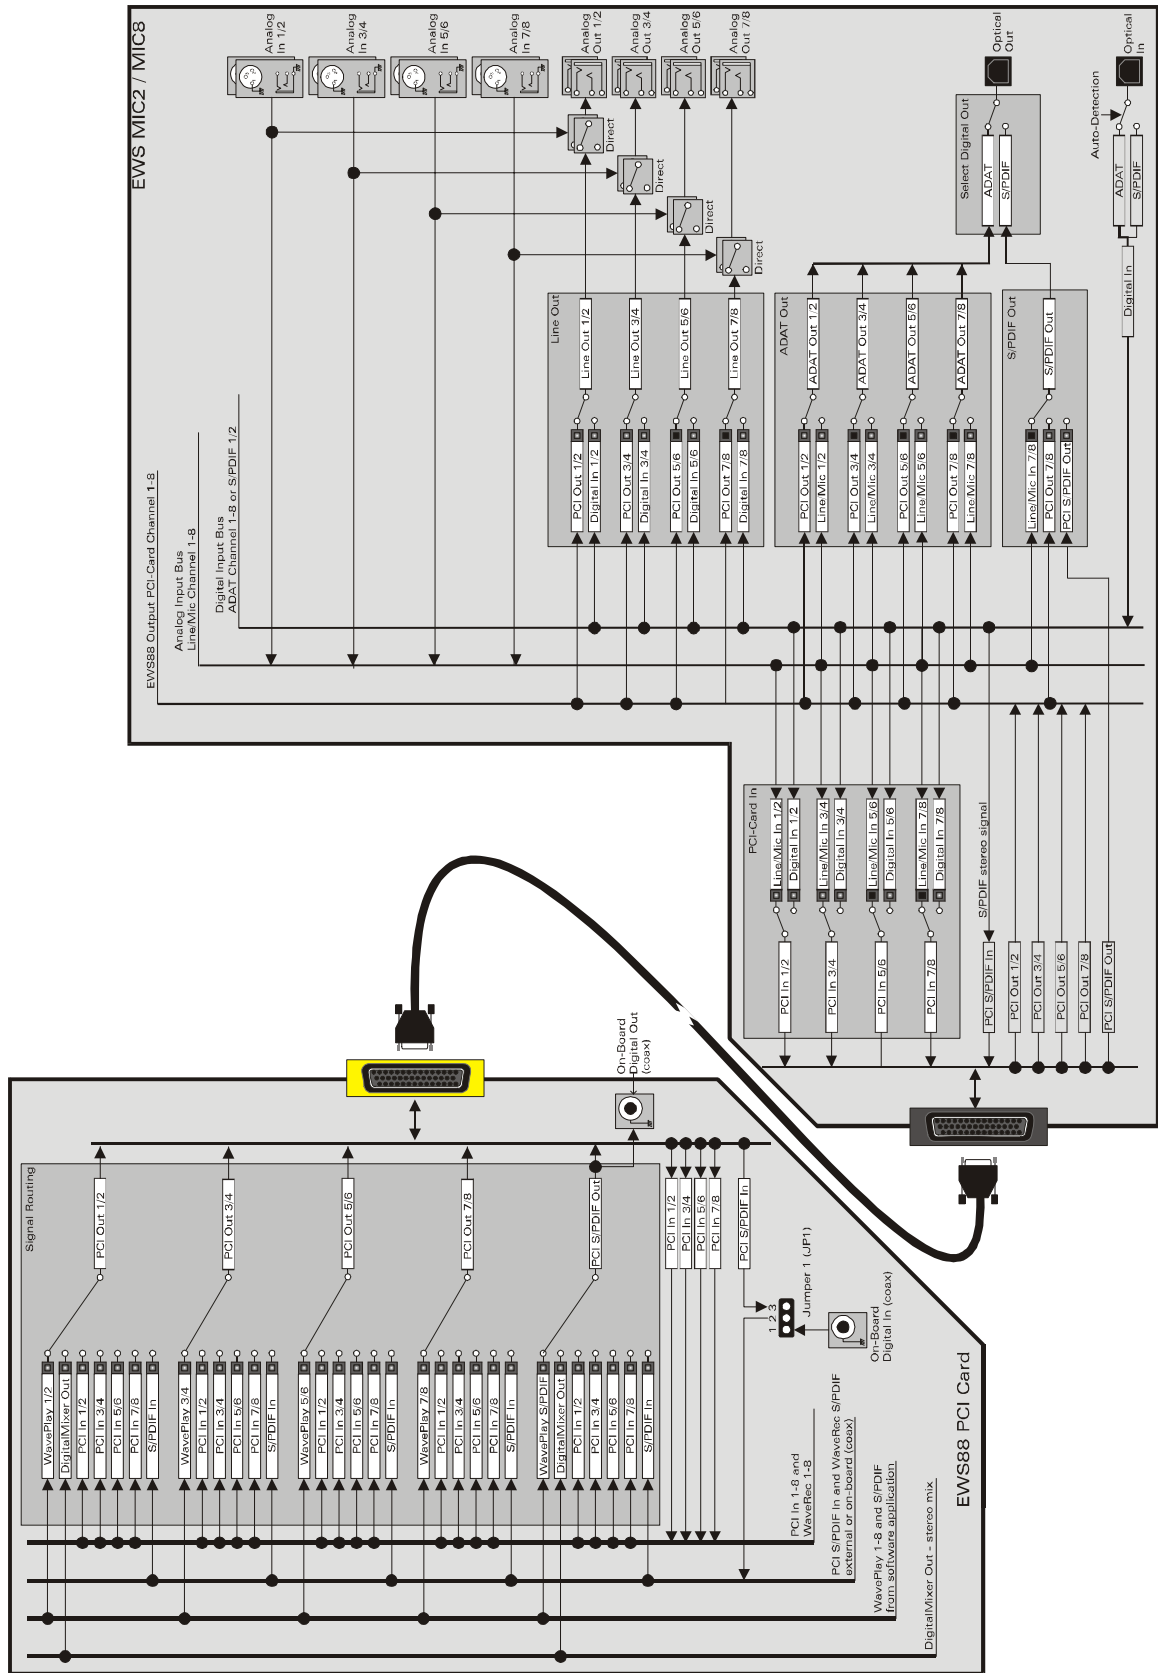 EWS MIC2 / MIC8
Analog
In 1/2
Analog
In 3/4
Analog
In 5/6
Analog
In 7/8
Analog
Out 1/2
Analog
Out 3/4
Analog
Out 5/6
Analog
Out 7/8
Optical
Out
Optical
In
Direct
Direct
Direct
Direct
Auto-Detection
Select Digital Out
ADAT
S/PDIF
ADAT
S/PDIF
Digital In
Line Out
Line Out 1/2
Line Out 3/4
Line Out 5/6
Line Out 7/8
PCI Out 1/2
Digital In 1/2
PCI Out 3/4
Digital In 3/4
PCI Out 5/6
Digital In 5/6
PCI Out 7/8
Digital In 7/8
ADAT Out
ADAT Out 1/2
ADAT Out 3/4
ADAT Out 5/6
ADAT Out 7/8
PCI Out 1/2
Line/Mic 1/2
PCI Out 3/4
Line/Mic 3/4
PCI Out 5/6
Line/Mic 5/6
PCI Out 7/8
Line/Mic 7/8
S/PDIF Out
S/PDIF Out
Line/Mic In 7/8
PCI Out 7/8
PCI S/PDIF Out
EWS88 Output PCI-Card Channel 1-8
Analog Input Bus
Line/Mic Channel 1-8
Digital Input Bus
ADAT Channel 1-8 or S/PDIF 1/2
PCI-Card In
Line/Mic In 1/2
Digital In 1/2
Line/Mic In 3/4
Digital In 3/4
Line/Mic In 5/6
Digital In 5/6
Line/Mic In 7/8
Digital In 7/8
PCI In 1/2
PCI In 3/4
PCI In 5/6
PCI In 7/8
S/PDIF stereo signal
PCI S/PDIF In
PCI Out 1/2
PCI Out 3/4
PCI Out 5/6
PCI Out 7/8
PCI S/PDIF Out
On-Board
Digital Out
(coax)
Signal Routing
PCI Out 1/2
PCI Out 3/4
PCI Out 5/6
PCI Out 7/8
PCI S/PDIF Out
PCI In 1/2
PCI In 3/4
PCI In 5/6
PCI In 7/8
PCI S/PDIF In
1 2 3
Jumper 1 (JP1)
On-Board
Digital In (coax)
WavePlay 1/2
DigitalMixer Out
PCI In 1/2
PCI In 3/4
PCI In 5/6
PCI In 7/8
S/PDIF In
WavePlay 3/4
PCI In 1/2
PCI In 3/4
PCI In 5/6
PCI In 7/8
S/PDIF In
WavePlay 5/6
PCI In 1/2
PCI In 3/4
PCI In 5/6
PCI In 7/8
S/PDIF In
WavePlay 7/8
PCI In 1/2
PCI In 3/4
PCI In 5/6
PCI In 7/8
S/PDIF In
WavePlay S/PDIF
DigitalMixer Out
PCI In 1/2
PCI In 3/4
PCI In 5/6
PCI In 7/8
S/PDIF In
PCI In 1-8 and
WaveRec 1-8
PCI S/PDIF In and WaveRec S/PDIF
external or on-board (coax)
WavePlay 1-8 and S/PDIF
from software application
DigitalMixer Out - stereo mix
EWS88 PCI Card